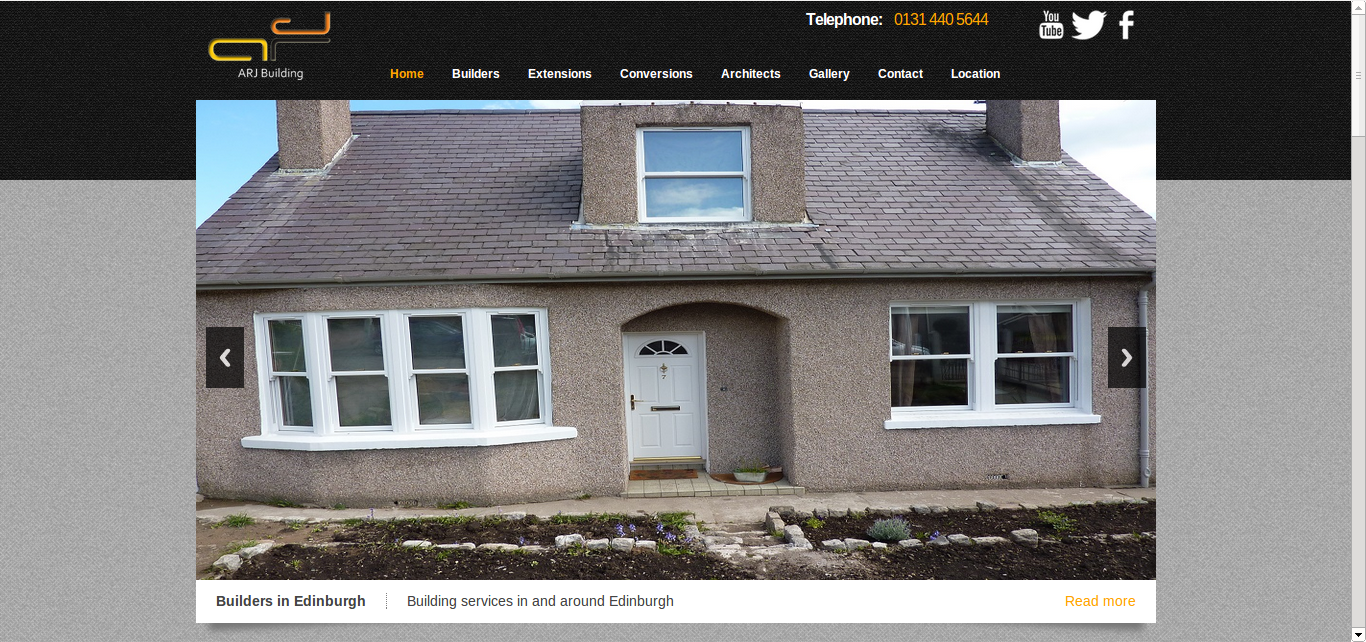 Telephone: 0131 440 5644
You
Tube
ARJ Building
Home Builders Extensions Conversions Architects Gallery Contact Location
7
Builders in Edinburgh Building services in and around Edinburgh Read more